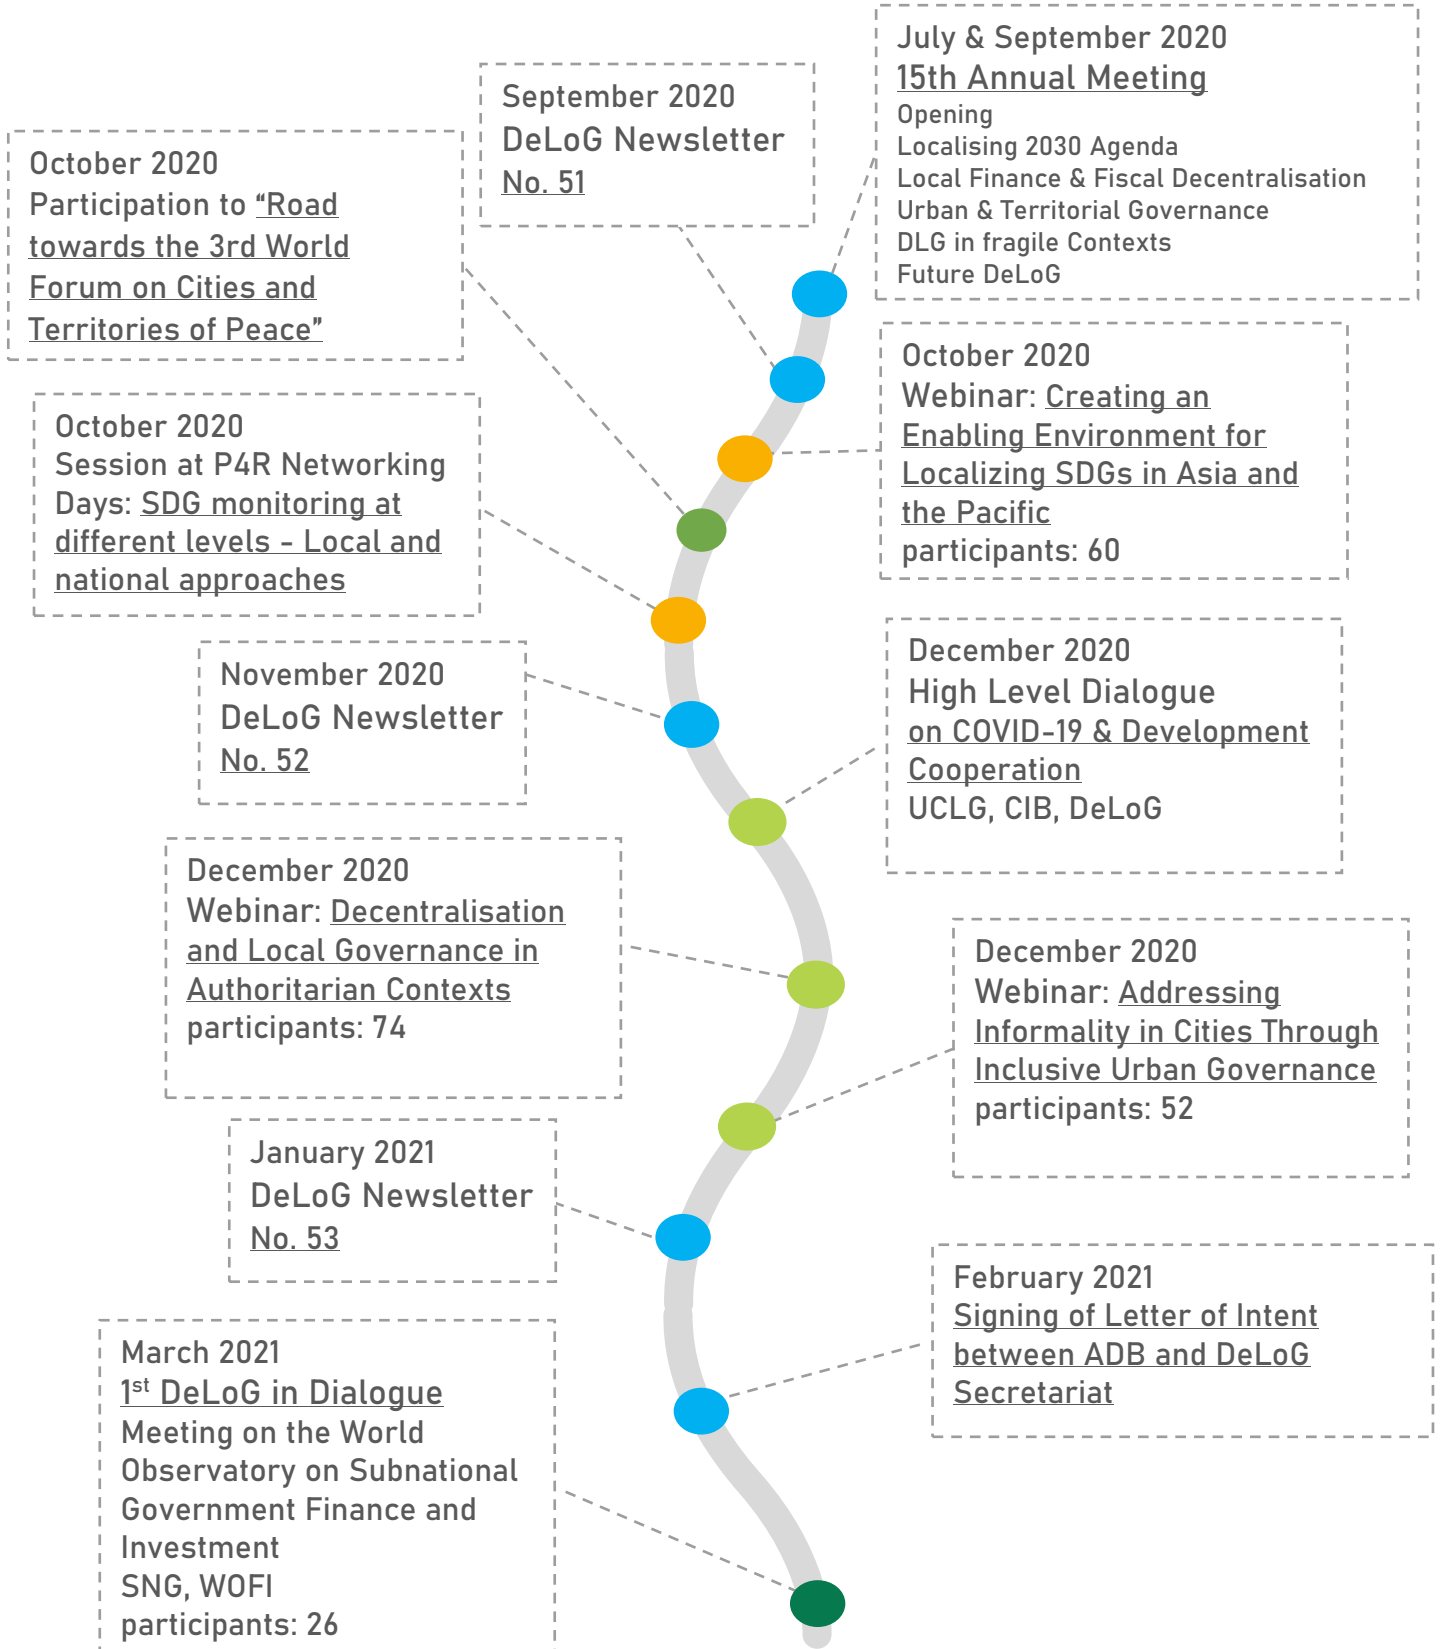 July & September 2020
15th Annual Meeting
Opening
Localising 2030 Agenda
Local Finance & Fiscal Decentralisation
Urban & Territorial Governance
DLG in fragile Contexts
Future DeLoG
September 2020
DeLoG Newsletter
No. 51
October 2020
Participation to “Road
towards the 3rd World
Forum on Cities and
Territories of Peace”
October 2020
Webinar: Creating an
Enabling Environment for
Localizing SDGs in Asia and
the Pacific
participants: 60
October 2020
Session at P4R Networking
Days: SDG monitoring at
different levels - Local and
national approaches
November 2020
DeLoG Newsletter
No. 52
December 2020
High Level Dialogue
on COVID-19 & Development
Cooperation
UCLG, CIB, DeLoG
December 2020
Webinar: Decentralisation
and Local Governance in
Authoritarian Contexts
participants: 74
December 2020
Webinar: Addressing
Informality in Cities Through
Inclusive Urban Governance
participants: 52
January 2021
DeLoG Newsletter
No. 53
February 2021
Signing of Letter of Intent
between ADB and DeLoG
Secretariat
March 2021
1st DeLoG in Dialogue
Meeting on the World
Observatory on Subnational
Government Finance and
Investment
SNG, WOFI
participants: 26